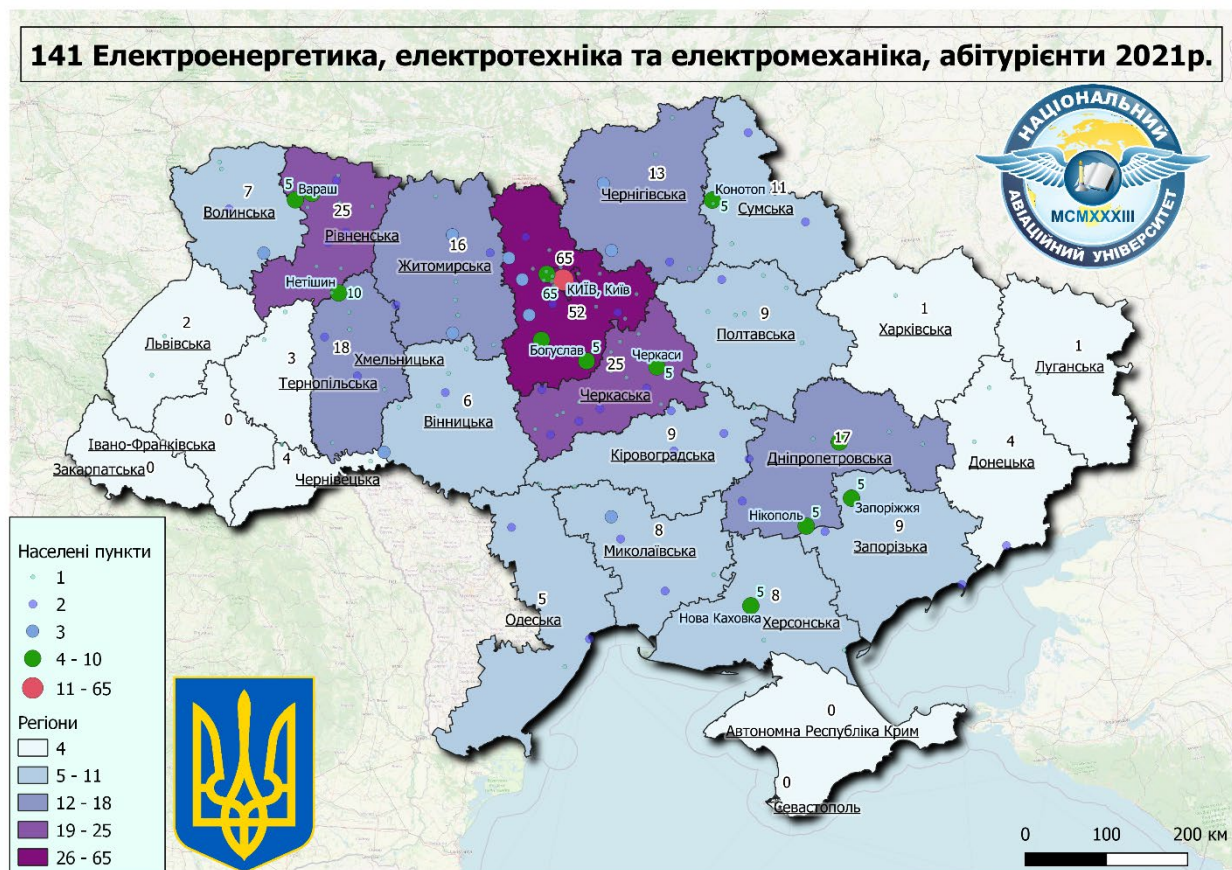 141 Електроенергетика, електротехніка та електромеханіка, абітурієнти 2021р.
НАЦІОНАЛЬНИЙ
MCMXXXIII
АВІАЦІЙНИЙ УНІВЕРСИТЕТ
7
Волинська
5
Вараш
25
Рівненська
Нетішин
10
16
Житомирська
13
Чернігівська
Конотоп
5
11
Сумська
65
65
КИЇВ, Київ
52
Богуслав
5
25
Черкаська
Черкаси
5
9
Полтавська
1
Харківська
1
Луганська
2
Львівська
3
Тернопільська
18
Хмельницька
6
Вінницька
0
Івано-Франківська
Закарпатська
0
4
Чернівецька
9
Кіровоградська
17
Дніпропетровська
4
Донецька
Нікополь
5
5
Запоріжжя
9
Запорізька
8
Миколаївська
5
Одеська
5
Нова Каховка
8
Херсонська
0
Автономна Республіка Крим
0
Севастополь
Населені пункти
1
2
3
4 - 10
11 - 65
Регіони
4
5 - 11
12 - 18
19 - 25
26 - 65
0 100 200 км